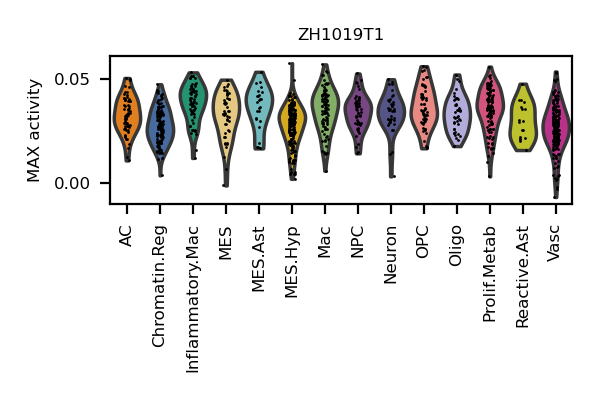 ZH1019T1
MAX activity
0.05
0.00
AC
Chromatin.Reg
Inflammatory.Mac
MES
MES.Ast
MES.Hyp
Mac
NPC
Neuron
OPC
Oligo
Prolif.Metab
Reactive.Ast
Vasc